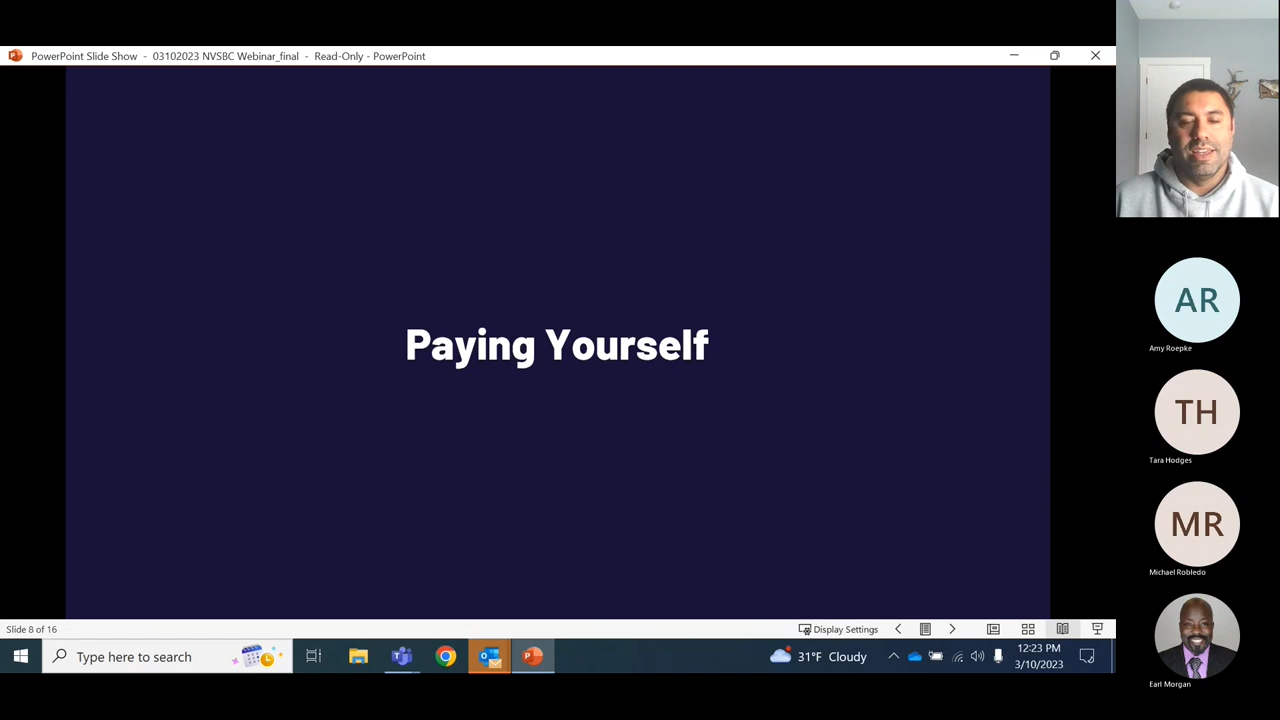 PowerPoint Slide Show - 03102023 NVSBC Webinar_final - Read-Only - PowerPoint
Paying Yourself
AR
Amy Roepke
TH
Tara Hodges
MR
Michael Robledo
Earl Morgan
Slide 8 of 16
Display Settings
Type here to search
31°F Cloudy
12:23 PM
3/10/2023